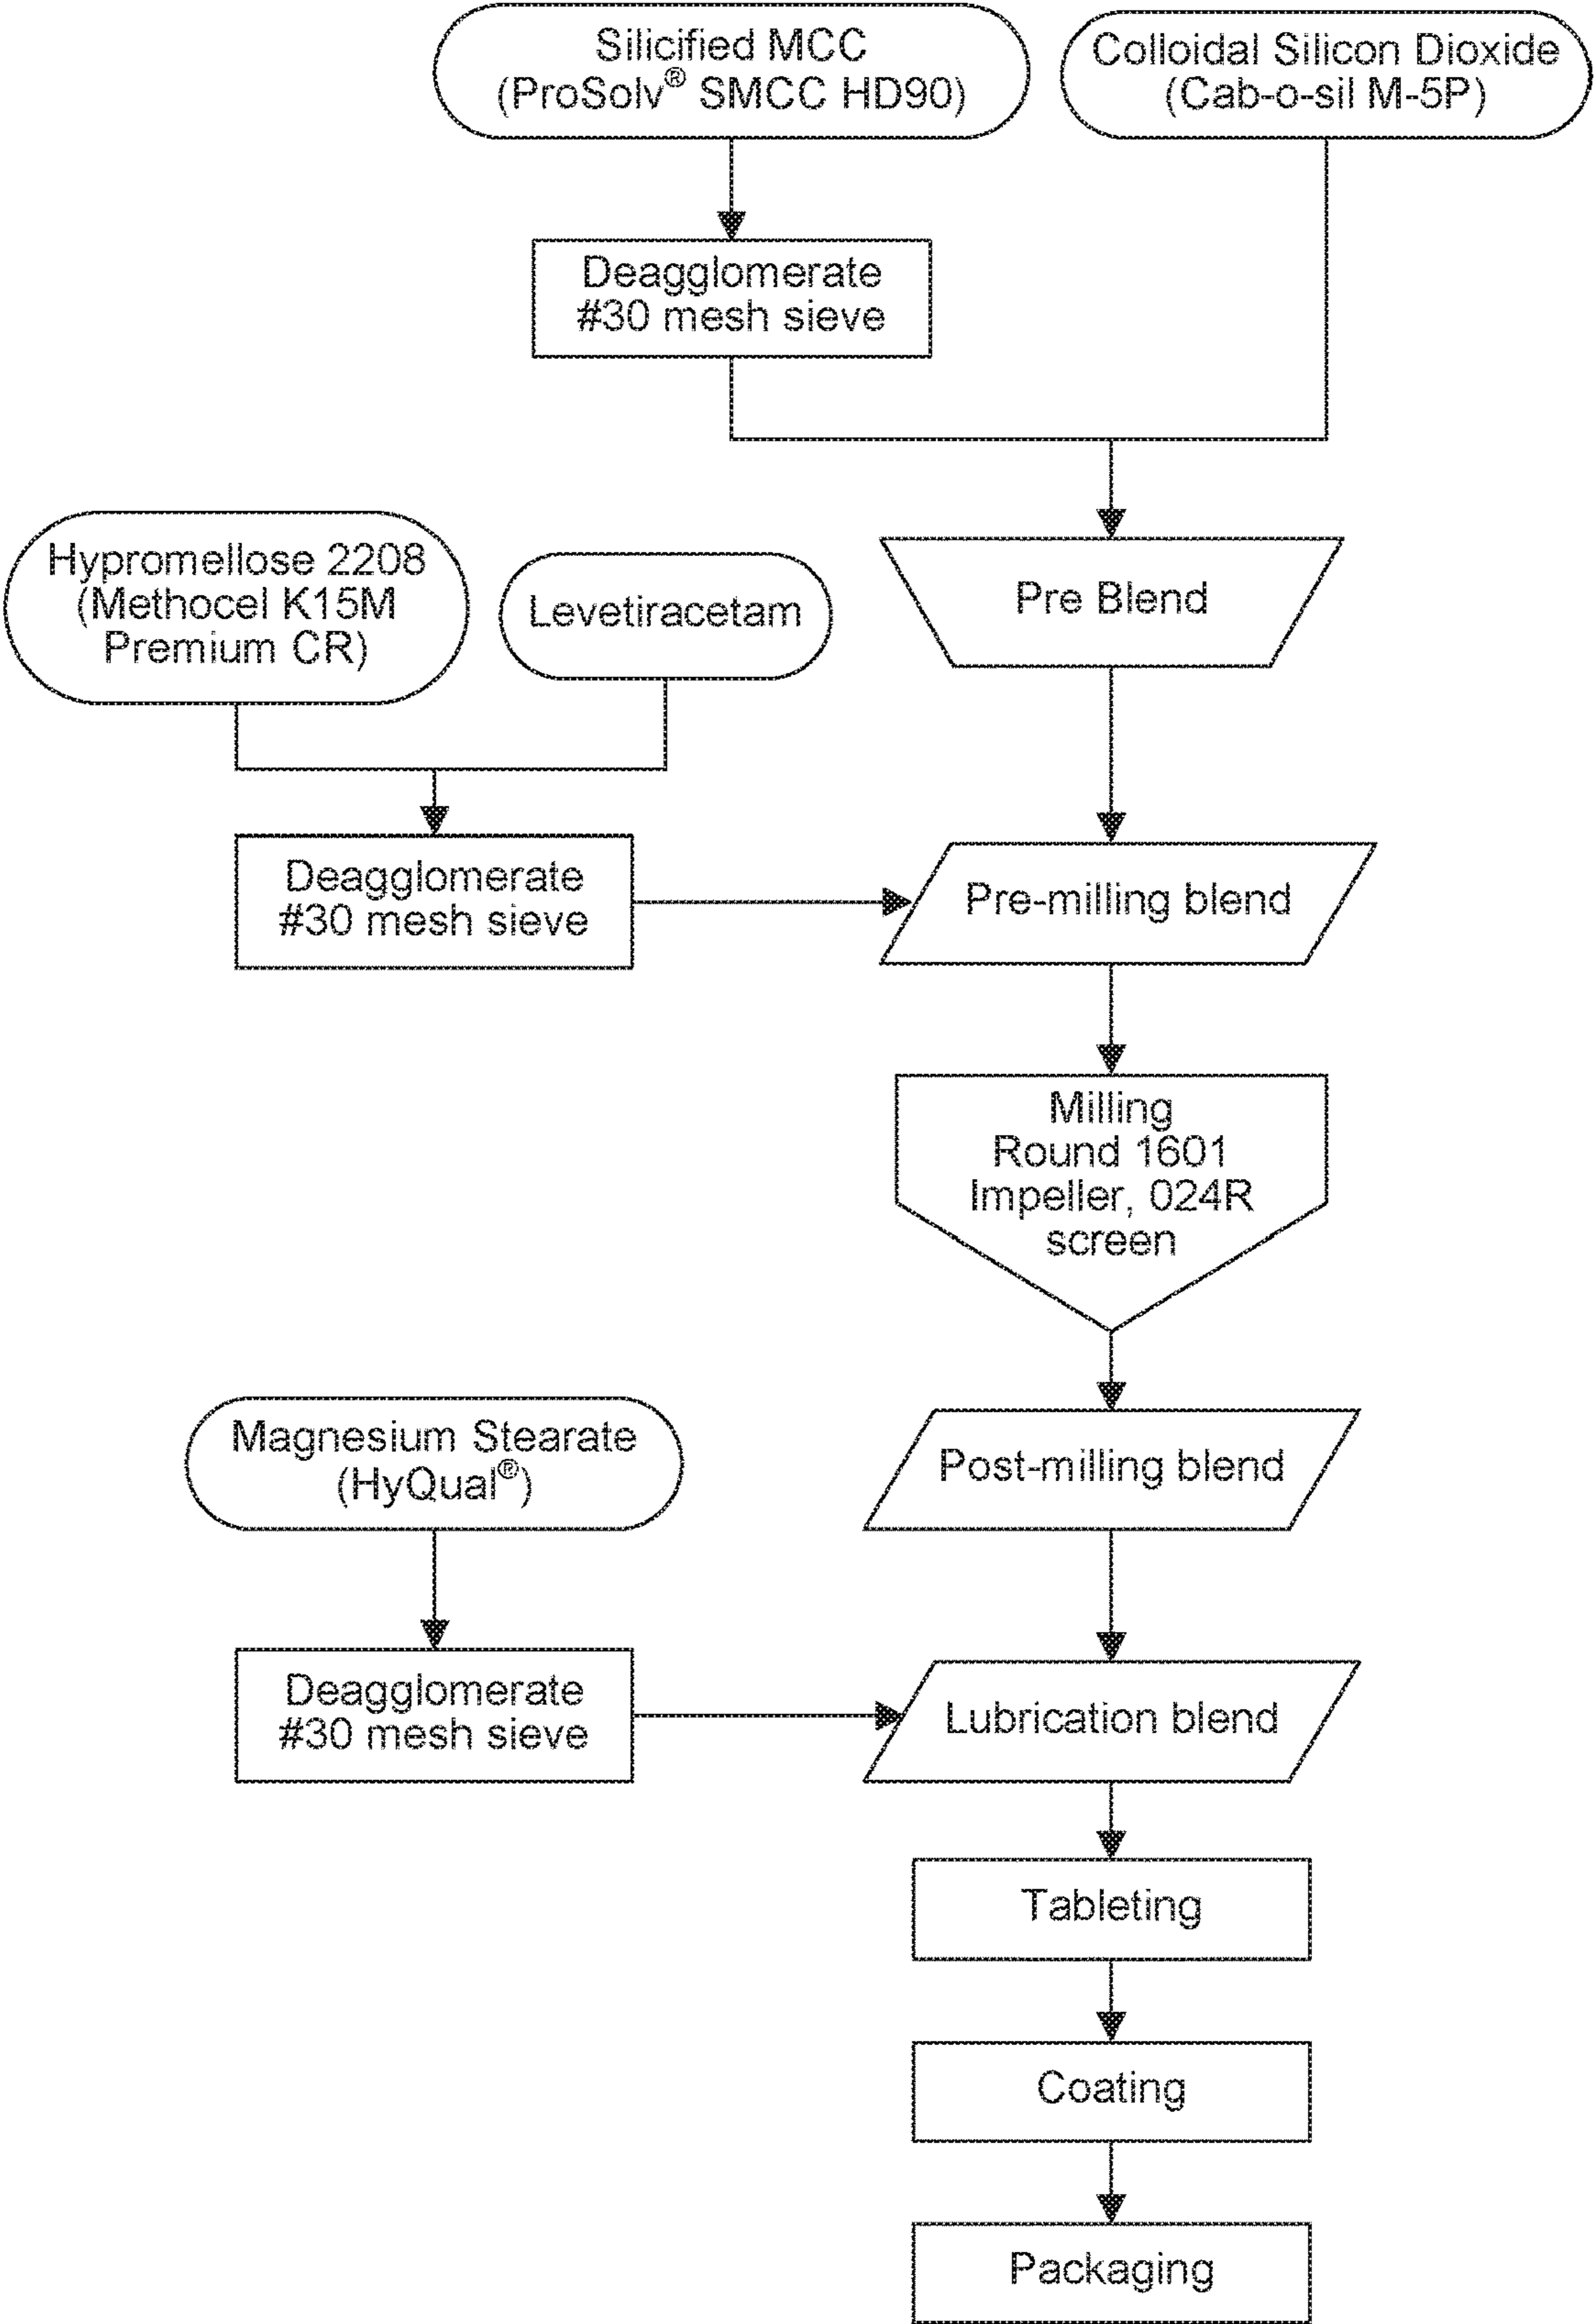 Silicified MCC
(ProSolv® SMCC HD90)
Colloidal Silicon Dioxide
(Cab-o-sil M-5P)
Deagglomerate
#30 mesh sieve
Hypromellose 2208
(Methocel K15M
Premium CR)
Levetiracetam
Pre Blend
Deagglomerate
#30 mesh sieve
Pre-milling blend
Milling
Round 1601
Impeller, 024R
screen
Magnesium Stearate
(HyQual®)
Post-milling blend
Deagglomerate
#30 mesh sieve
Lubrication blend
Tableting
Coating
Packaging